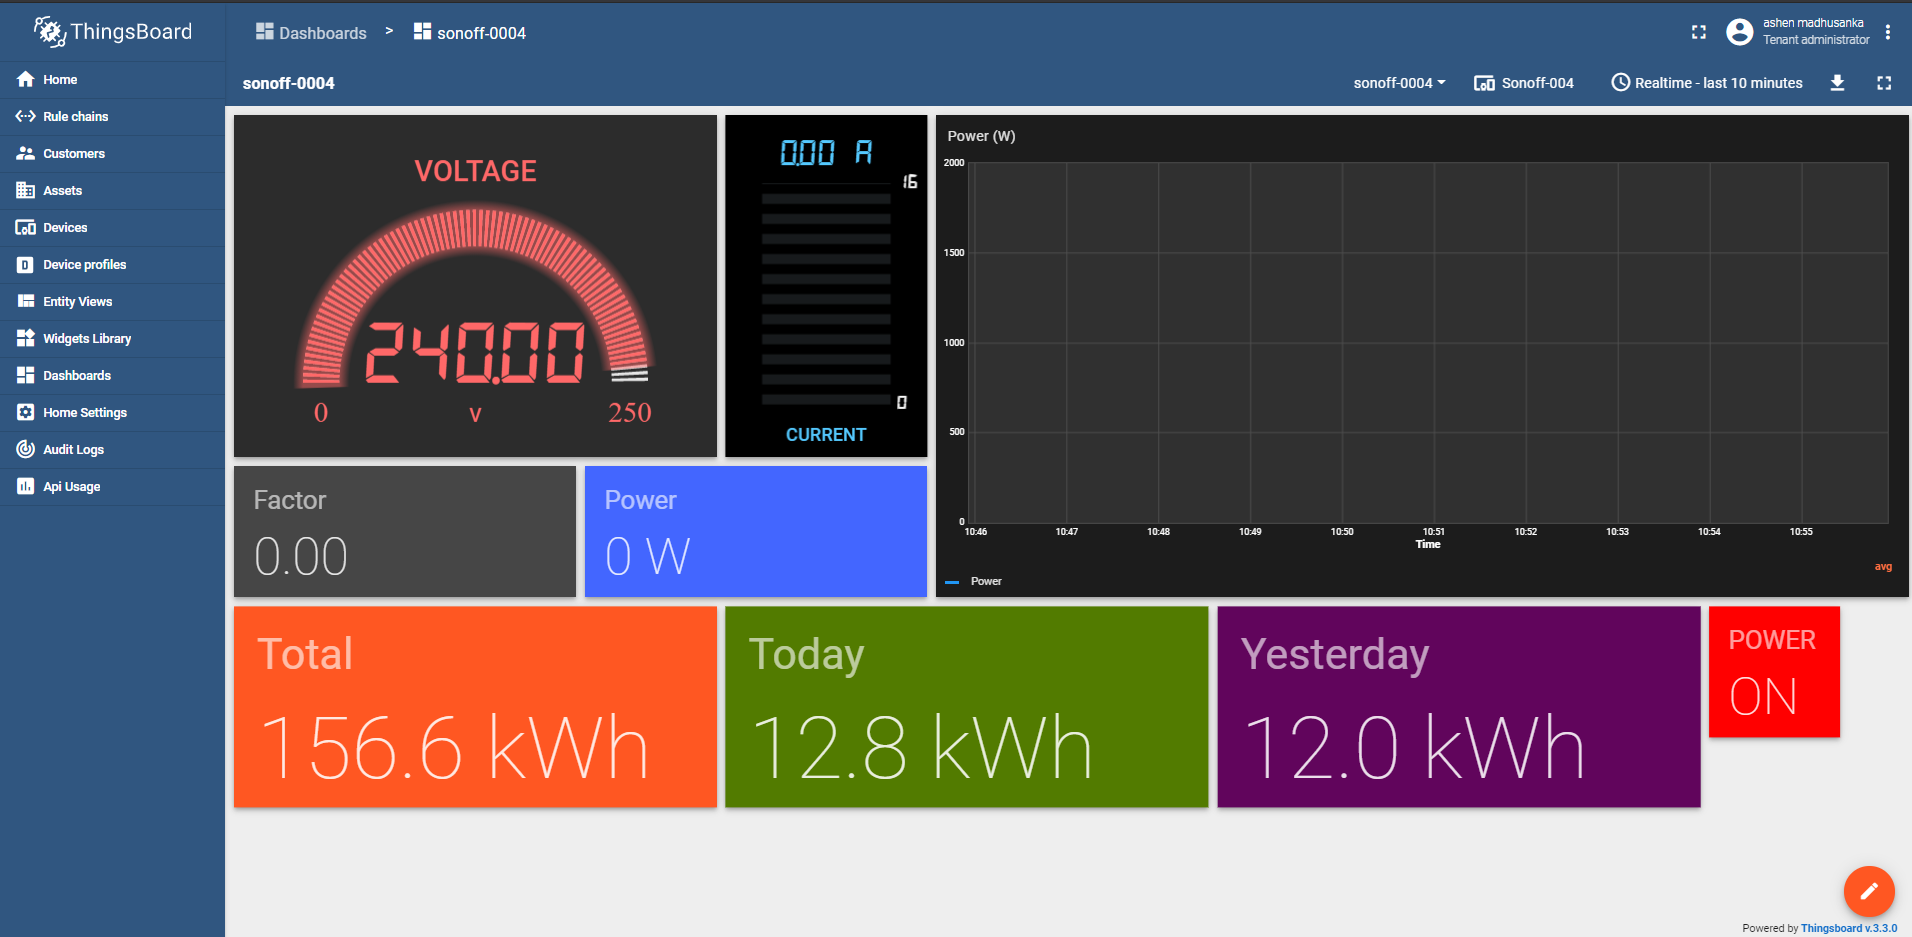 ThingsBoard
Dashboards > sonoff-0004
ashen madhusanka
Tenant administrator
sonoff-0004
sonoff-0004
Sonoff-004
Realtime - last 10 minutes
Home
Rule chains
Customers
Assets
Devices
Device profiles
Entity Views
Widgets Library
Dashboards
Home Settings
Audit Logs
Api Usage
VOLTAGE
240.00
0 v 250
0.00 A
16
0
CURRENT
Power (W)
2000
1500
1000
500
0
10:46 10:47 10:48 10:49 10:50 10:51 10:52 10:53 10:54 10:55
Time
avg
Power
Factor
0.00
Power
0 W
Total
156.6 kWh
Today
12.8 kWh
Yesterday
12.0 kWh
POWER
ON
Powered by Thingsboard v.3.3.0